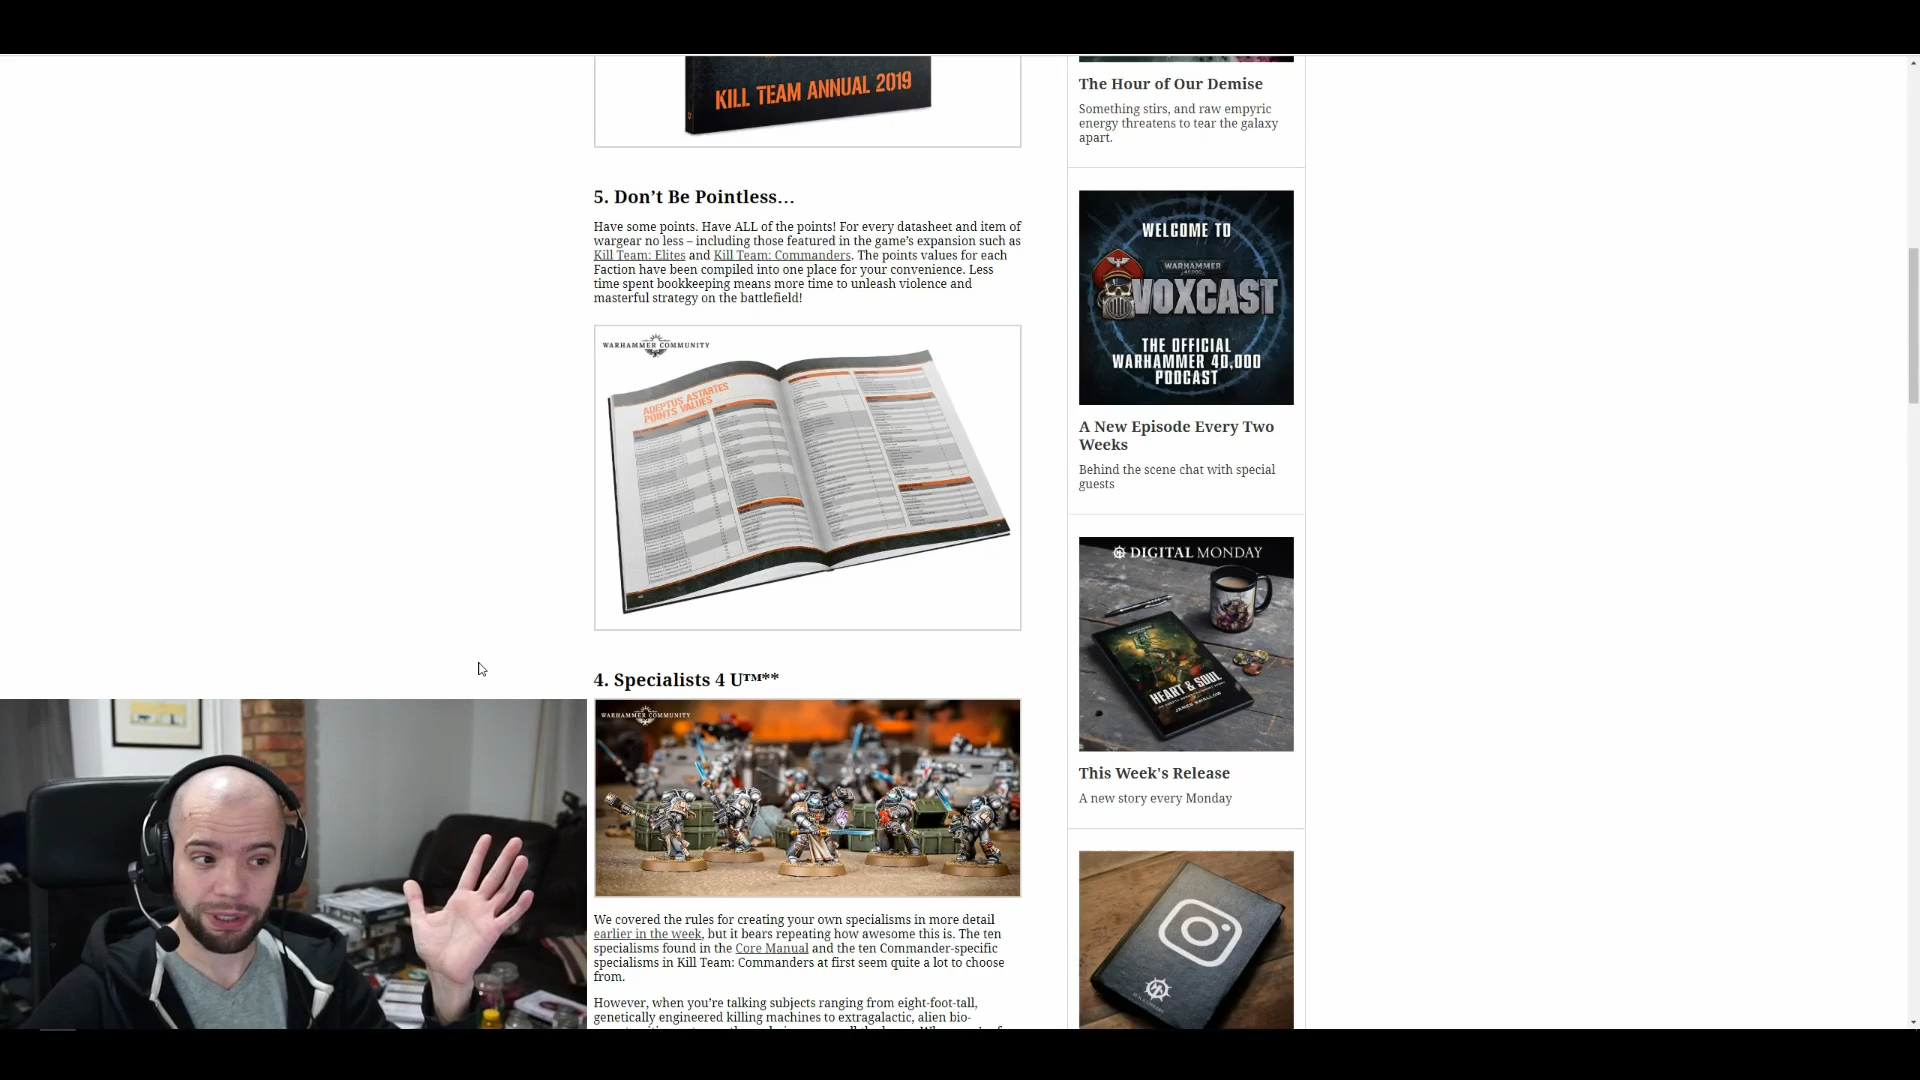 KILL TEAM ANNUAL 2019
5. Don’t Be Pointless…
Have some points. Have ALL of the points! For every datasheet and item of
wargear no less – including those featured in the game’s expansion such as
Kill Team: Elites and Kill Team: Commanders. The points values for each
Faction have been compiled into one place for your convenience. Less
time spent bookkeeping means more time to unleash violence and
masterful strategy on the battlefield!
WARHAMMER COMMUNITY
ADEPTUS ASTARTES
POINTS VALUES
4. Specialists 4 U™**
WARHAMMER COMMUNITY
We covered the rules for creating your own specialisms in more detail
earlier in the week, but it bears repeating how awesome this is. The ten
specialisms found in the Core Manual and the ten Commander-specific
specialisms in Kill Team: Commanders at first seem quite a lot to choose
from.
However, when you’re talking subjects ranging from eight-foot-tall,
genetically engineered killing machines to extragalactic, alien bio-
The Hour of Our Demise
Something stirs, and raw empyric
energy threatens to tear the galaxy
apart.
WELCOME TO
WARHAMMER
40,000
VOXCAST
THE OFFICIAL
WARHAMMER 40,000
PODCAST
A New Episode Every Two
Weeks
Behind the scene chat with special
guests
DIGITAL MONDAY
HEART & SOUL
JAMES SWALLOW
This Week's Release
A new story every Monday